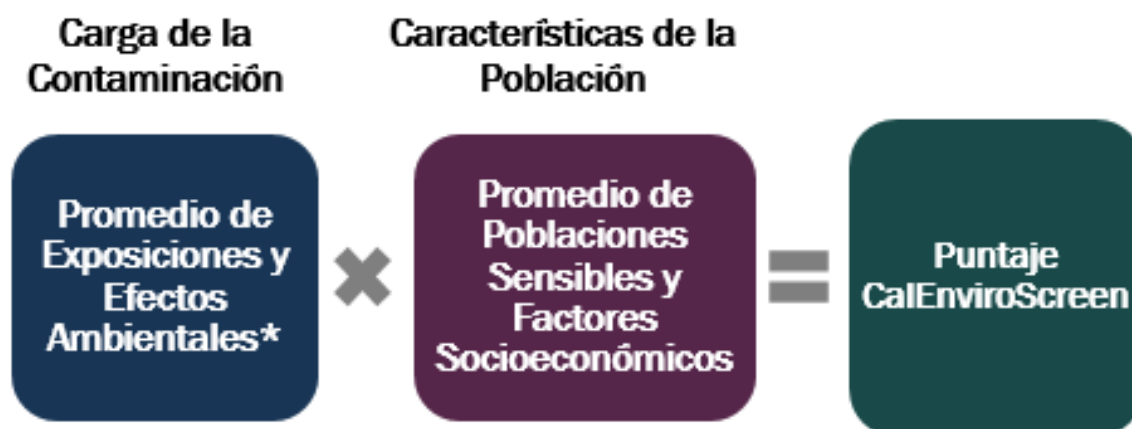 Carga de la
Contaminación
Características de la
Población
Promedio de
Exposiciones y
Efectos
Ambientales*
Promedio de
Poblaciones
Sensibles y
Factores
Socioeconómicos
Puntaje
CalEnviroScreen